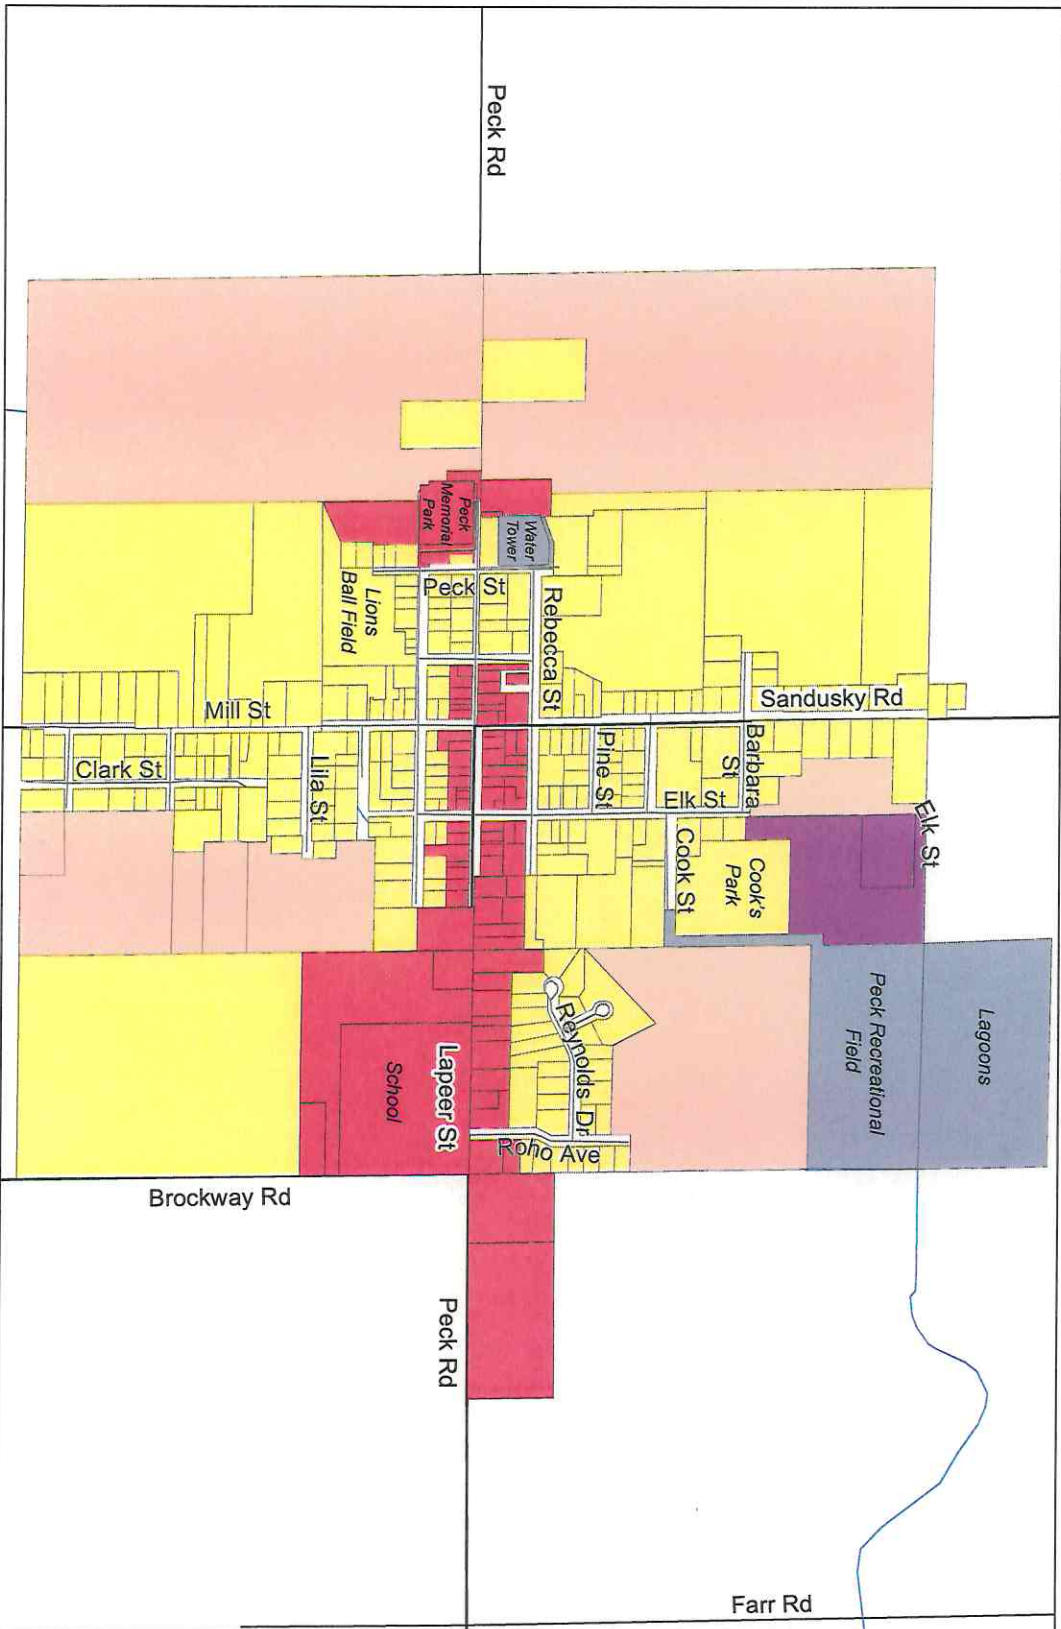 Peck Rd
Peck
Memorial
Park
Water
Tower
Peck St
Lions
Ball Field
Rebecca St
Sandusky Rd
Mill St
Clark St
Lila St
Pine St
Barbara
St
Elk St
Elk St
Cook St
Cook's
Park
Reynolds Dr
Peck Recreational
Field
Lagoons
School
Lapeer St
Roho Ave
Brockway Rd
Peck Rd
Farr Rd